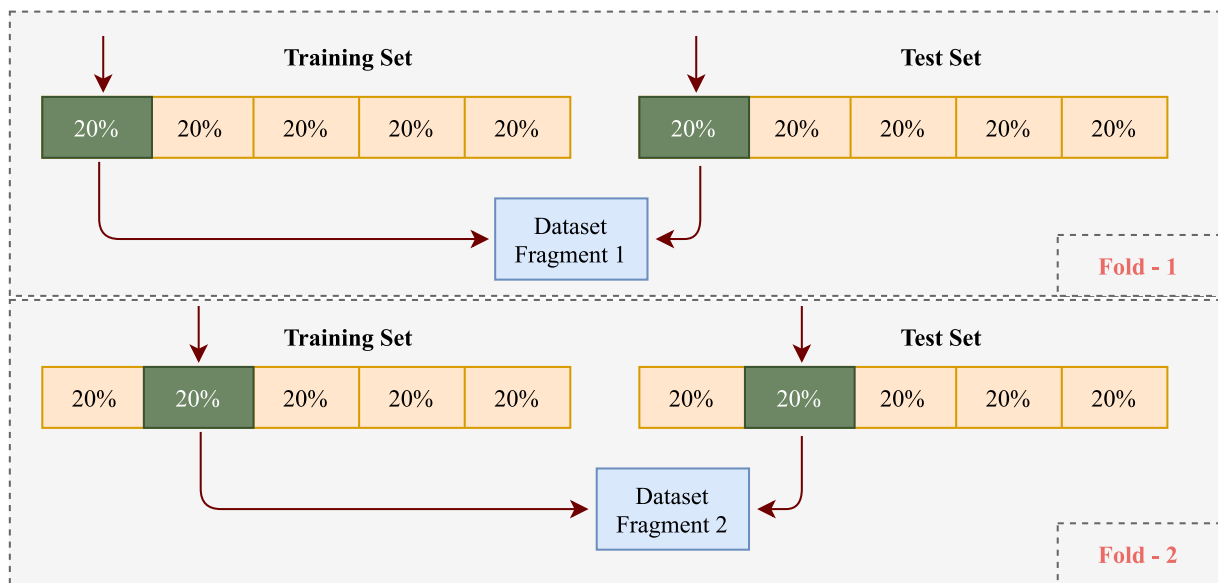 Training Set
Test Set
20% 20% 20% 20% 20%
20% 20% 20% 20% 20%
Dataset
Fragment 1
Fold - 1
Training Set
Test Set
20% 20% 20% 20% 20%
20% 20% 20% 20% 20%
Dataset
Fragment 2
Fold - 2